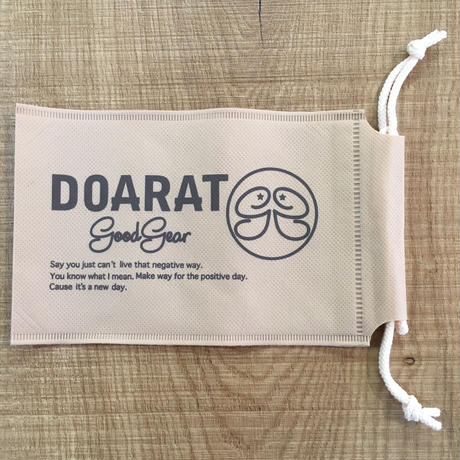 DOARAT
GoodGear
Say you just can't live that negative way.
You know what I mean. Make way for the positive day.
Cause it's a new day.